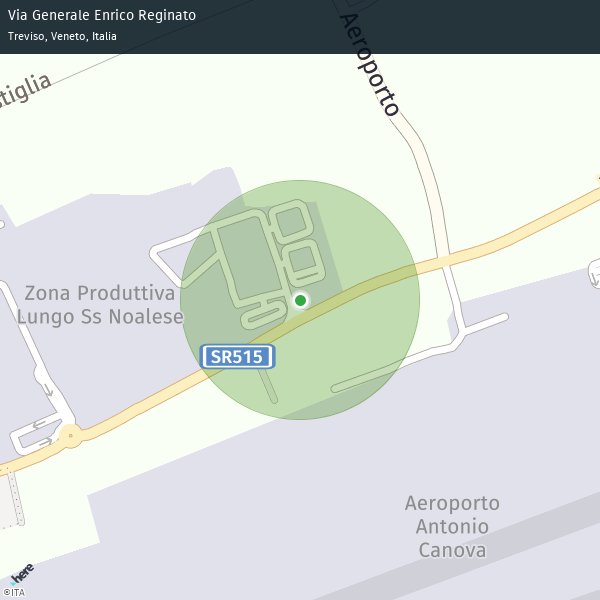 Via Generale Enrico Reginato
Treviso, Veneto, Italia
Aeroporto
stiglia
Zona Produttiva
Lungo Ss Noalese
SR515
Aeroporto
Antonio
Canova
here
©ITA